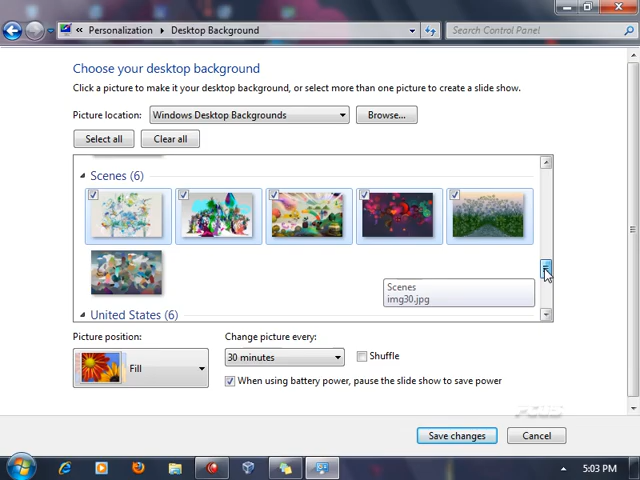 « Personalization ▸ Desktop Background
Search Control Panel
Choose your desktop background
Click a picture to make it your desktop background, or select more than one picture to create a slide show.
Picture location: Windows Desktop Backgrounds Browse...
Select all Clear all
Scenes (6)
Scenes
img30.jpg
United States (6)
Picture position: Change picture every:
Fill 30 minutes Shuffle
When using battery power, pause the slide show to save power
Save changes Cancel
5:03 PM